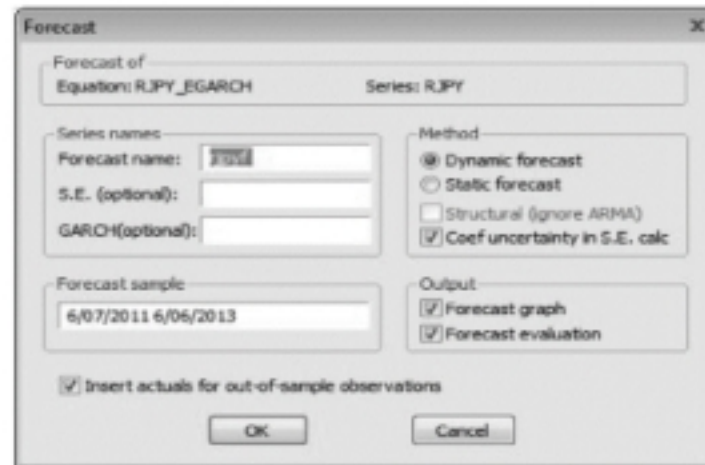 Forecast
Forecast of
Equation: RJPY_EGARCH Series: RJPY
Series names
Forecast name: rjpyf
S.E. (optional):
GARCH(optional):
Method
Dynamic forecast
Static forecast
Structural (ignore ARMA)
Coef uncertainty in S.E. calc
Forecast sample
6/07/2011 6/06/2013
Output
Forecast graph
Forecast evaluation
Insert actuals for out-of-sample observations
OK
Cancel